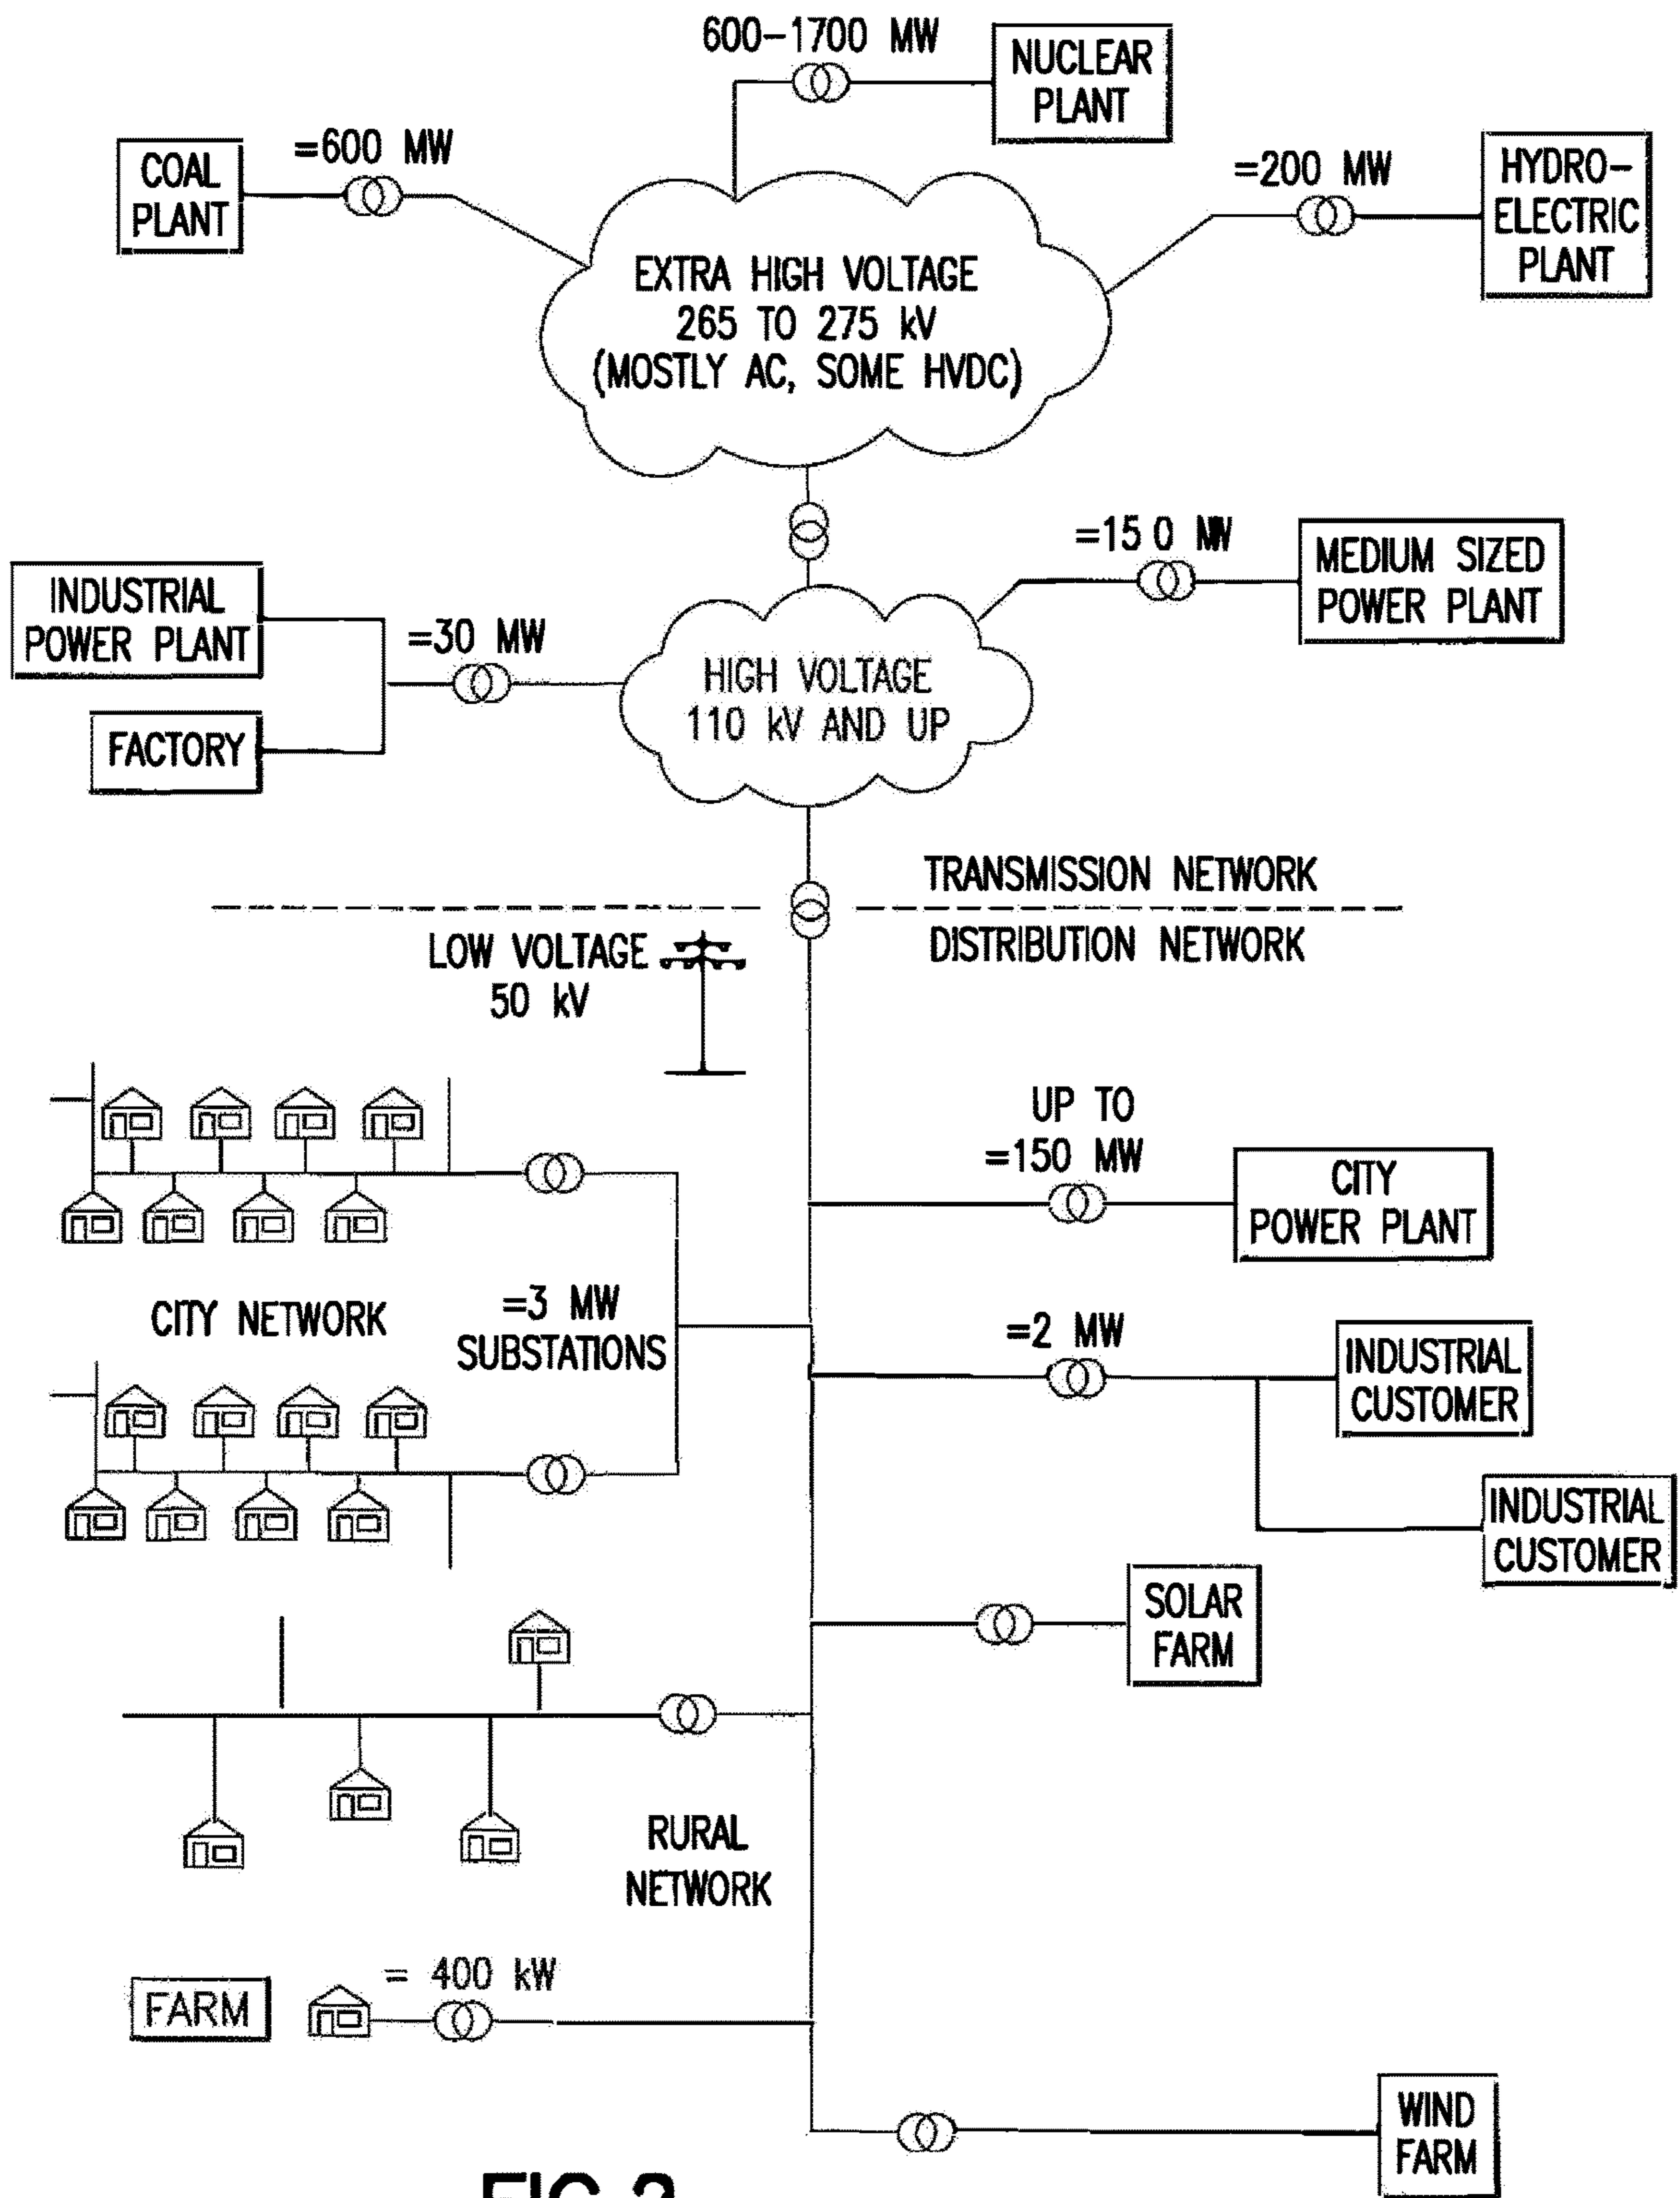 600-1700 MW
NUCLEAR
PLANT
=600 MW
COAL
PLANT
=200 MW
HYDRO-
ELECTRIC
PLANT
EXTRA HIGH VOLTAGE
265 TO 275 kV
(MOSTLY AC, SOME HVDC)
=15 0 MW
MEDIUM SIZED
POWER PLANT
INDUSTRIAL
POWER PLANT
=30 MW
FACTORY
HIGH VOLTAGE
110 kV AND UP
TRANSMISSION NETWORK
DISTRIBUTION NETWORK
LOW VOLTAGE
50 kV
UP TO
=150 MW
CITY
POWER PLANT
CITY NETWORK
=3 MW
SUBSTATIONS
=2 MW
INDUSTRIAL
CUSTOMER
INDUSTRIAL
CUSTOMER
SOLAR
FARM
RURAL
NETWORK
FARM
= 400 kW
WIND
FARM